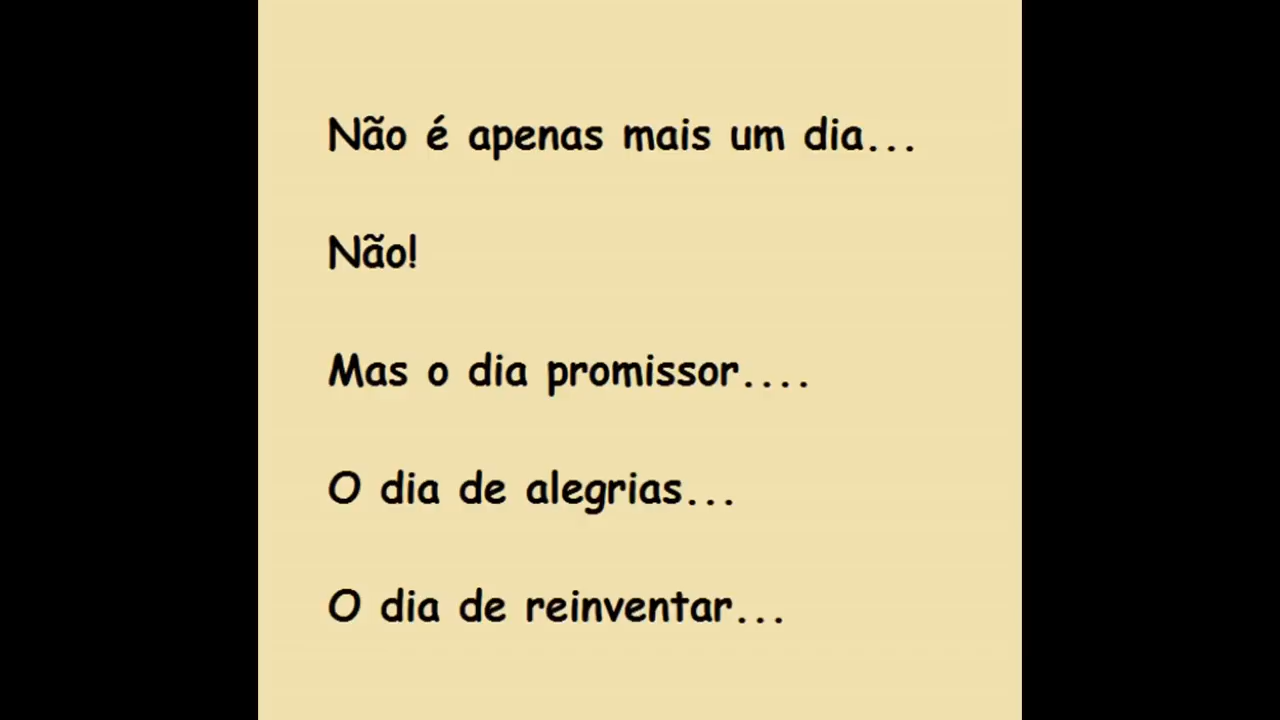 Não é apenas mais um dia...
Não!
Mas o dia promissor....
O dia de alegrias...
O dia de reinventar...